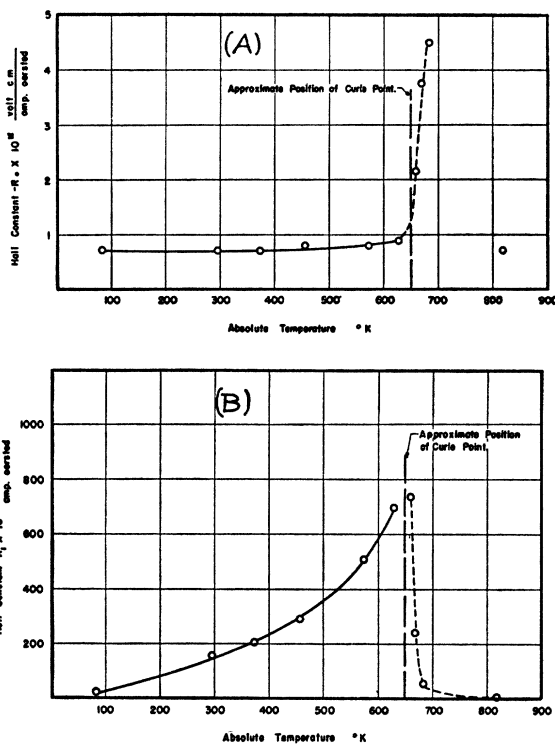 5
(A)
4
Approximate Position of Curie Point.
3
2
1
Hall Constant -R
volt cm
amp. oersted
100 200 300 400 500 600 700 800 900
Absolute Temperature °K
(B)
1000
Approximate Position
of Curie Point.
800
600
400
200
amp. oersted
100 200 300 400 500 600 700 800 900
Absolute Temperature °K